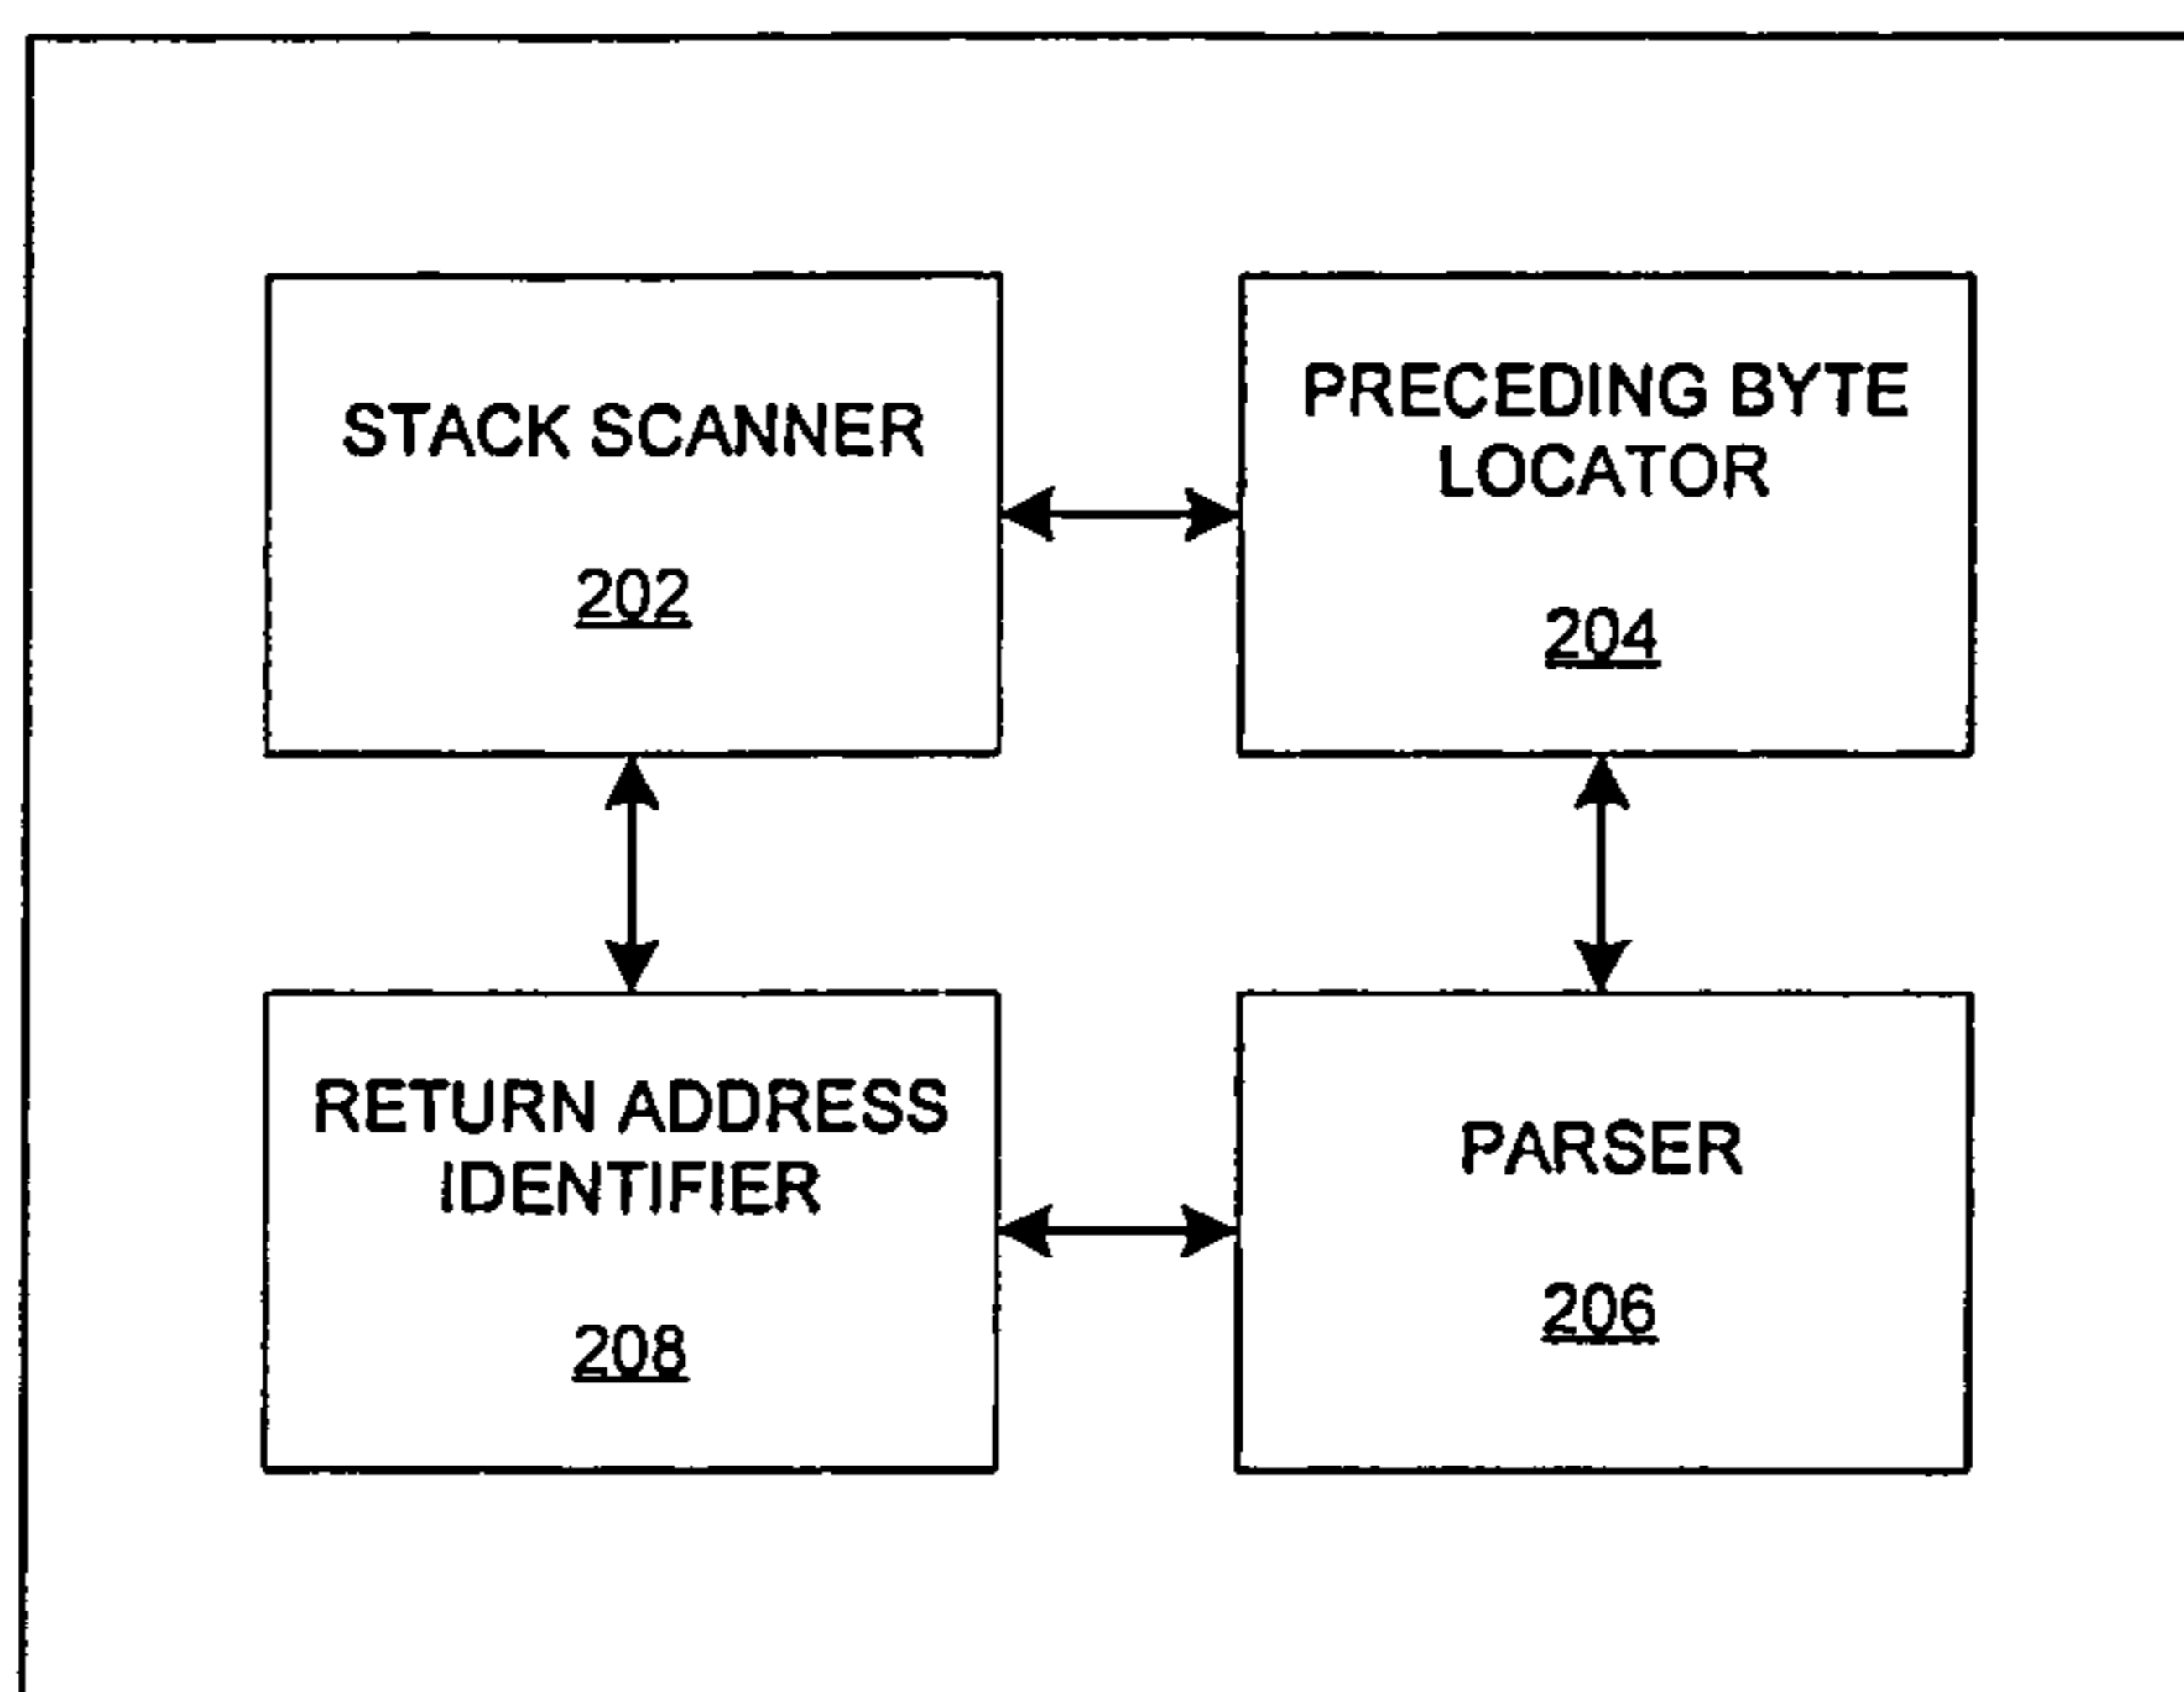 STACK SCANNER
202
PRECEDING BYTE
LOCATOR
204
RETURN ADDRESS
IDENTIFIER
208
PARSER
206